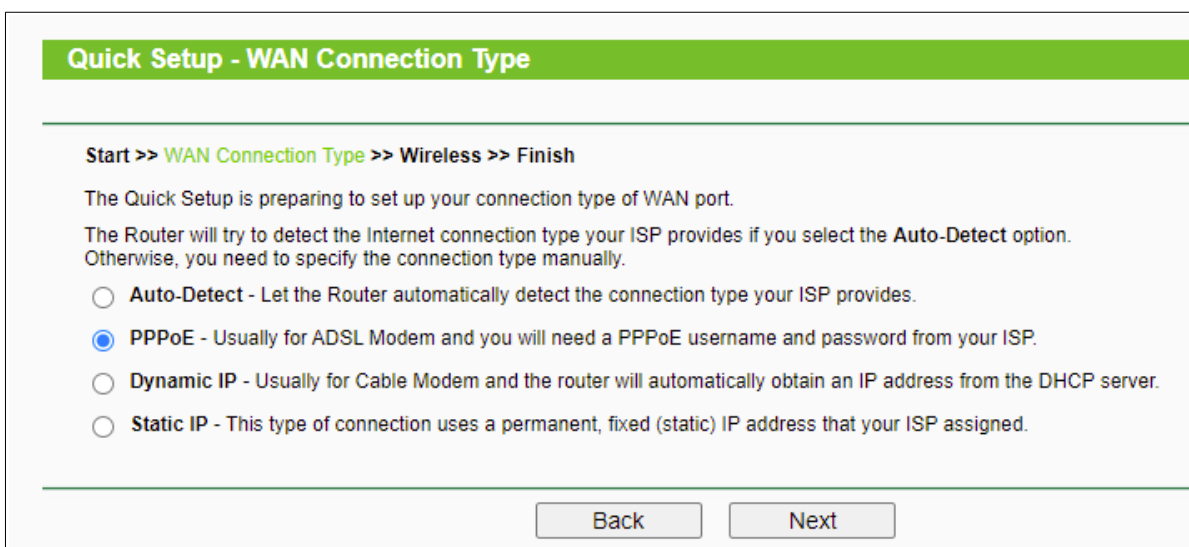 Quick Setup - WAN Connection Type
Start >> WAN Connection Type >> Wireless >> Finish
The Quick Setup is preparing to set up your connection type of WAN port.
The Router will try to detect the Internet connection type your ISP provides if you select the Auto-Detect option.
Otherwise, you need to specify the connection type manually.
Auto-Detect - Let the Router automatically detect the connection type your ISP provides.
PPPoE - Usually for ADSL Modem and you will need a PPPoE username and password from your ISP.
Dynamic IP - Usually for Cable Modem and the router will automatically obtain an IP address from the DHCP server.
Static IP - This type of connection uses a permanent, fixed (static) IP address that your ISP assigned.
Back Next